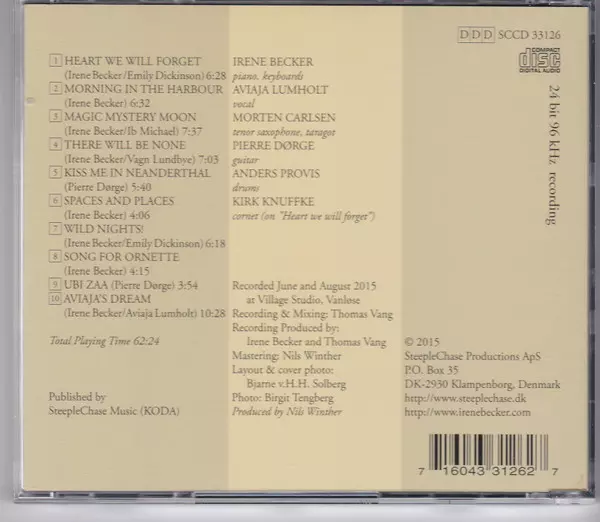 1 HEART WE WILL FORGET
(Irene Becker/Emily Dickinson) 6:28
2 MORNING IN THE HARBOUR
(Irene Becker) 6:32
3 MAGIC MYSTERY MOON
(Irene Becker/Ib Michael) 7:37
4 THERE WILL BE NONE
(Irene Becker/Vagn Lundbye) 7:03
5 KISS ME IN NEANDERTHAL
(Pierre Dørge) 5:40
6 SPACES AND PLACES
(Irene Becker) 4:06
7 WILD NIGHTS!
(Irene Becker/Emily Dickinson) 6:18
8 SONG FOR ORNETTE
(Irene Becker) 4:15
9 UBI ZAA (Pierre Dørge) 3:54
10 AVIAJA'S DREAM
(Irene Becker/Aviaja Lumholt) 10:28
Total Playing Time 62:24
Published by
SteepleChase Music (KODA)
IRENE BECKER
piano, keyboards
AVIAJA LUMHOLT
vocal
MORTEN CARLSEN
tenor saxophone, taragot
PIERRE DØRGE
guitar
ANDERS PROVIS
drums
KIRK KNUFFKE
cornet (on "Heart we will forget")
Recorded June and August 2015
at Village Studio, Vanløse
Recording & Mixing: Thomas Vang
Recording Produced by:
Irene Becker and Thomas Vang
Mastering: Nils Winther
Layout & cover photo:
Bjarne v.H.H. Solberg
Photo: Birgit Tengberg
Produced by Nils Winther
DDD SCCD 33126
COMPACT
disc
DIGITAL AUDIO
24 bit 96 kHz recording
© 2015
SteepleChase Productions ApS
P.O. Box 35
DK-2930 Klampenborg, Denmark
http://www.steeplechase.dk
http://www.irenebecker.com
7 16043 31262 7